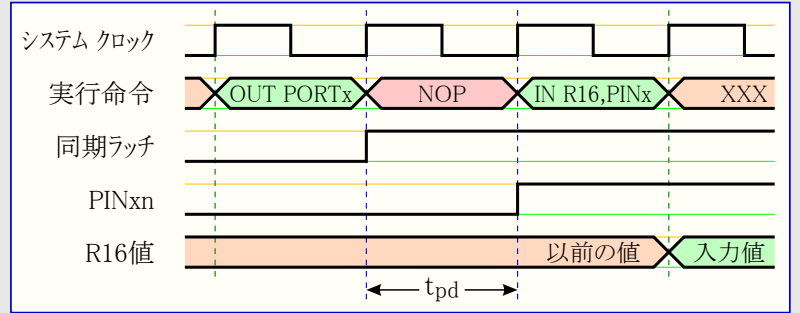 システム クロック
実行命令 OUT PORTx NOP IN R16,PINx XXX
同期ラッチ
PINxn
R16値 以前の値 入力値
tpd